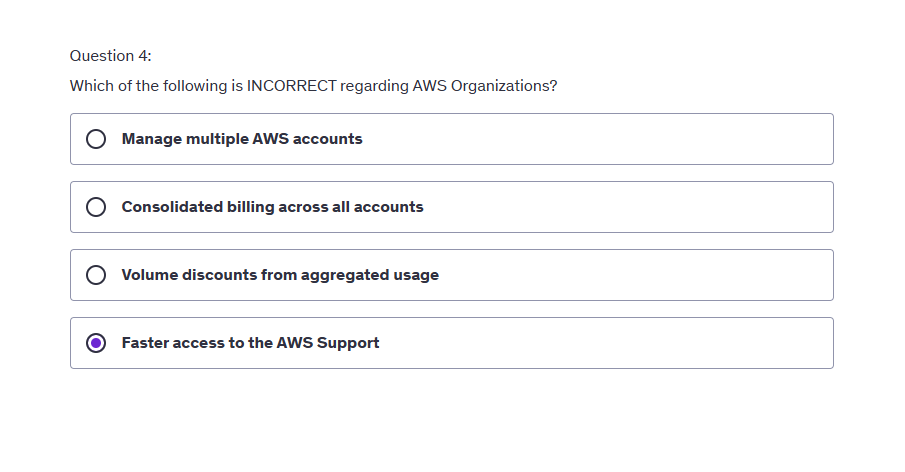 Question 4:
Which of the following is INCORRECT regarding AWS Organizations?
Manage multiple AWS accounts
Consolidated billing across all accounts
Volume discounts from aggregated usage
Faster access to the AWS Support